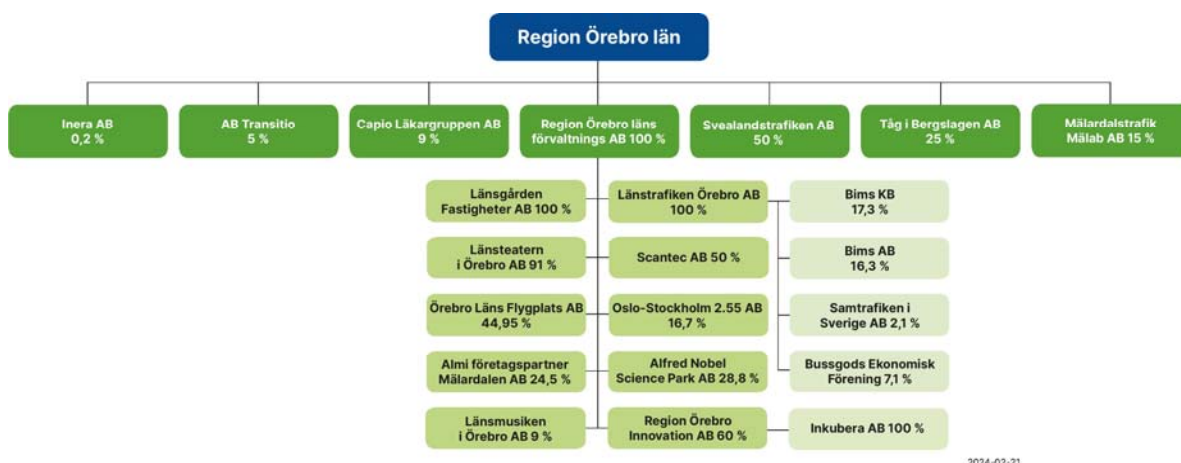 Region Örebro län
Inera AB
0,2 %
AB Transitio
5 %
Capio Läkargruppen AB
9 %
Region Örebro läns
förvaltnings AB 100 %
Svealandstrafiken AB
50 %
Tåg i Bergslagen AB
25 %
Mälardalstrafik
Mälab AB 15 %
Länsgården
Fastigheter AB 100 %
Länstrafiken Örebro AB
100 %
Bims KB
17,3 %
Länsteatern
i Örebro AB 91 %
Scantec AB 50 %
Bims AB
16,3 %
Örebro Läns Flygplats AB
44,95 %
Oslo-Stockholm 2.55 AB
16,7 %
Samtrafiken i
Sverige AB 2,1 %
Almi företagspartner
Mälardalen AB 24,5 %
Alfred Nobel
Science Park AB 28,8 %
Bussgods Ekonomisk
Förening 7,1 %
Länsmusiken
i Örebro AB 9 %
Region Örebro
Innovation AB 60 %
Inkubera AB 100 %
2024-02-21